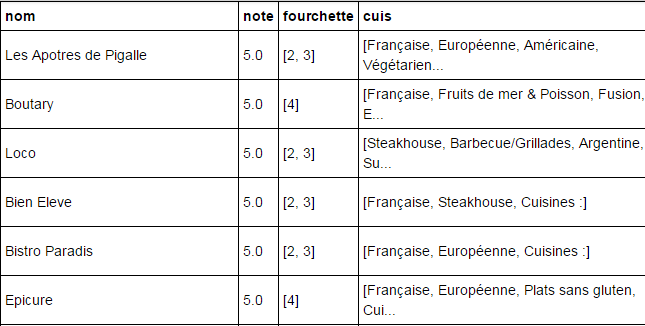 nom note fourchette cuis
Les Apotres de Pigalle 5.0 [2, 3] [Française, Européenne, Américaine,
Végétarien...
Boutary 5.0 [4] [Française, Fruits de mer & Poisson, Fusion,
E...
Loco 5.0 [2, 3] [Steakhouse, Barbecue/Grillades, Argentine,
Su...
Bien Eleve 5.0 [2, 3] [Française, Steakhouse, Cuisines :]
Bistro Paradis 5.0 [2, 3] [Française, Européenne, Cuisines :]
Epicure 5.0 [4] [Française, Européenne, Plats sans gluten,
Cui...